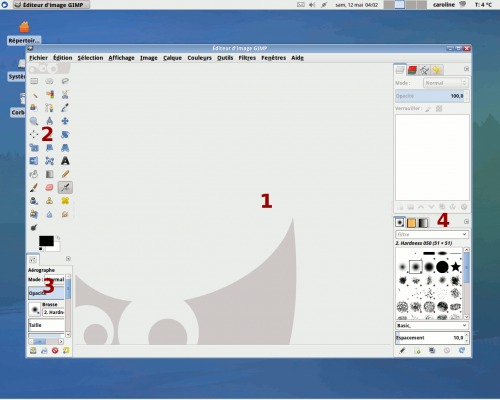 Éditeur d'image GIMP
sam, 12 mai, 04:02
caroline
T: 4 °C
Répertoir...
Systè
Corb
Éditeur d'image GIMP
Fichier Édition Sélection Affichage Image Calque Couleurs Outils Filtres Fenêtres Aide
Mode : Normal
Opacité 100,0
Verrouiller :
1
2
3
4
Filtre
2. Hardness 050 (51 × 51)
Basic,
Espacement 10,0
Aérographe
Mode : Normal
Opacité
Brosse
2. Hardn
Taille